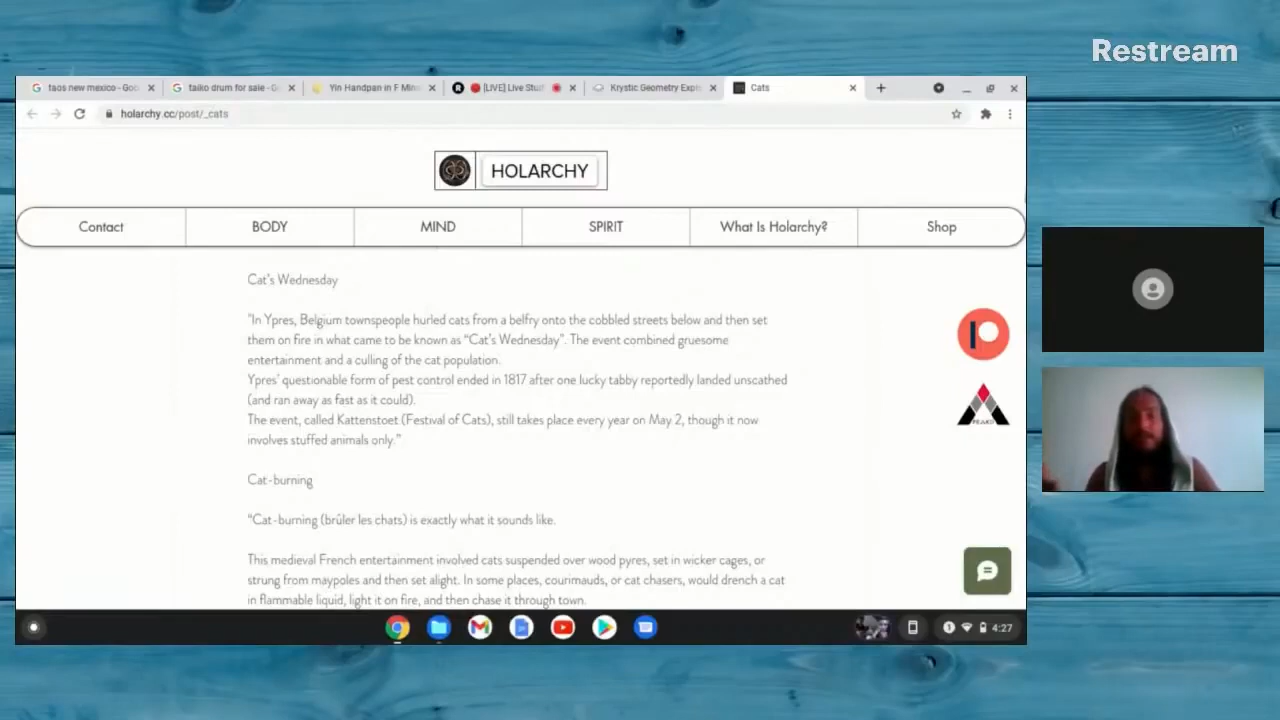 Restream
taos new mexico - Goo
taiko drum for sale - G
Yin Handpan in F Mino
[LIVE] Live Stud
Krystic Geometry Expl
Cats
holarchy.cc/post/_cats
HOLARCHY
Contact
BODY
MIND
SPIRIT
What Is Holarchy?
Shop
Cat's Wednesday
"In Ypres, Belgium townspeople hurled cats from a belfry onto the cobbled streets below and then set
them on fire in what came to be known as “Cat's Wednesday”. The event combined gruesome
entertainment and a culling of the cat population.
Ypres' questionable form of pest control ended in 1817 after one lucky tabby reportedly landed unscathed
(and ran away as fast as it could).
The event, called Kattenstoet (Festival of Cats), still takes place every year on May 2, though it now
involves stuffed animals only.”
Cat-burning
“Cat-burning (brûler les chats) is exactly what it sounds like.
This medieval French entertainment involved cats suspended over wood pyres, set in wicker cages, or
strung from maypoles and then set alight. In some places, courimauds, or cat chasers, would drench a cat
in flammable liquid, light it on fire, and then chase it through town.
1
4:27